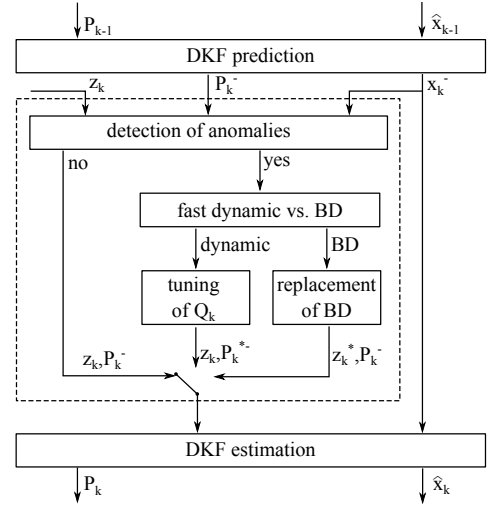 P_{k-1} x̂_{k-1}
DKF prediction
z_k P_k^- x_k^-
detection of anomalies
no yes
fast dynamic vs. BD
dynamic BD
tuning of Q_k
replacement of BD
z_k,P_k^- z_k,P_k^{*-} z_k^*,P_k^-
DKF estimation
P_k x̂_k